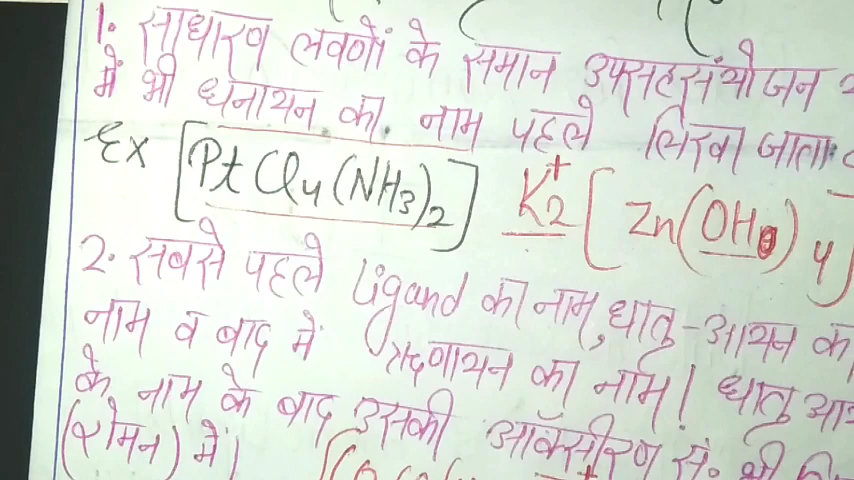 1. साधारण लवणों के समान उपसहसंयोजन
में भी धनायन का नाम पहले लिखा जाता
Ex [PtCl4(NH3)2] K2+ [Zn(OH)4]
2. सबसे पहले Ligand का नाम, धातु-आयन का
नाम व बाद में ऋणायन का नाम। धातु आय
के नाम के बाद उसकी ऑक्सीकरण सं० भी
(रोमन) में।